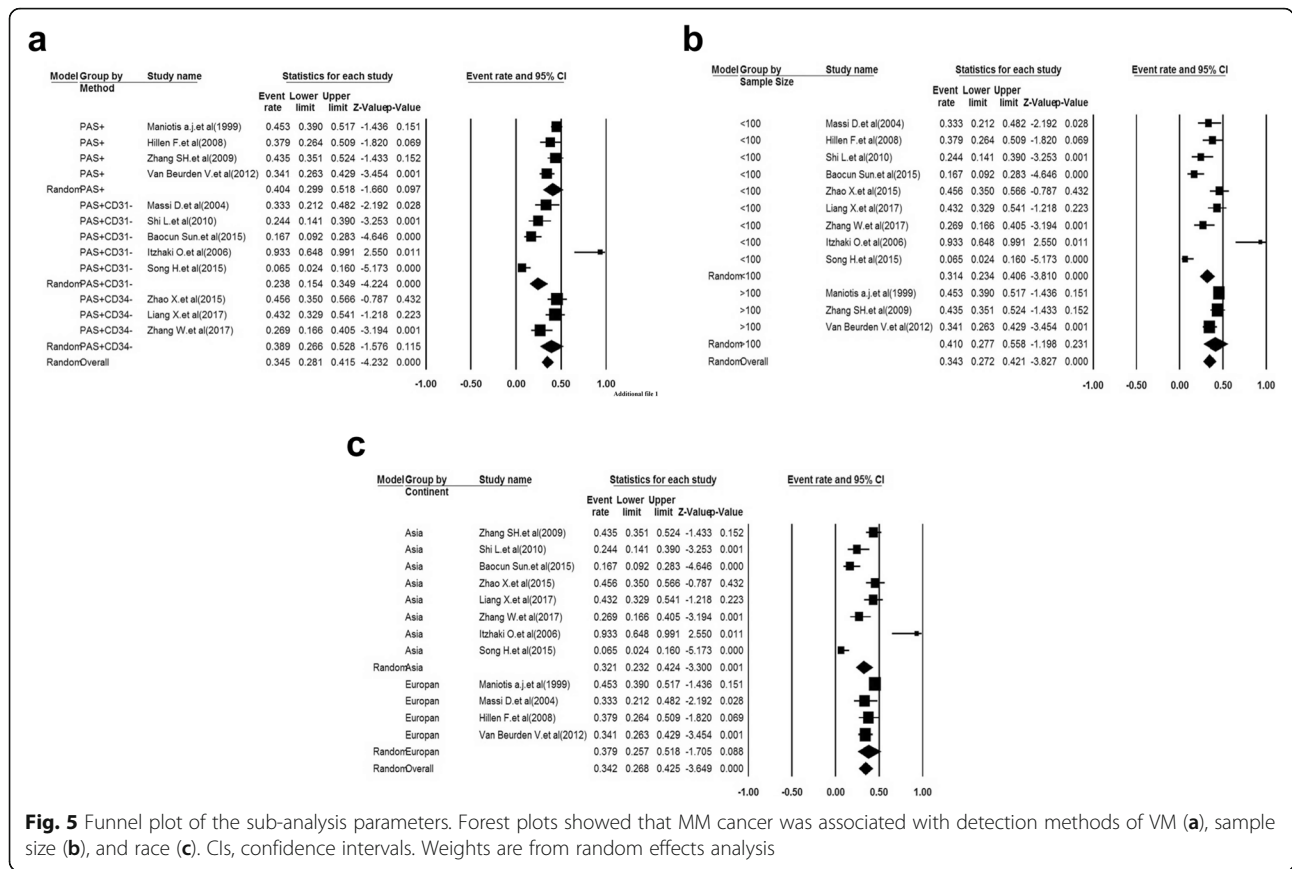 a
Model Group by Study name Statistics for each study Event rate and 95% CI
Method
Event Lower Upper
rate limit limit Z-Value p-Value
PAS+ Maniotis a.j.et al(1999) 0.453 0.390 0.517 -1.436 0.151
PAS+ Hillen F.et al(2008) 0.379 0.264 0.509 -1.820 0.069
PAS+ Zhang SH.et al(2009) 0.435 0.351 0.524 -1.433 0.152
PAS+ Van Beurden V.et al(2012) 0.341 0.263 0.429 -3.454 0.001
Random PAS+ 0.404 0.299 0.518 -1.660 0.097
PAS+CD31- Massi D.et al(2004) 0.333 0.212 0.482 -2.192 0.028
PAS+CD31- Shi L.et al(2010) 0.244 0.141 0.390 -3.253 0.001
PAS+CD31- Baocun Sun.et al(2015) 0.167 0.092 0.283 -4.646 0.000
PAS+CD31- Itzhaki O.et al(2006) 0.933 0.648 0.991 2.550 0.011
PAS+CD31- Song H.et al(2015) 0.065 0.024 0.160 -5.173 0.000
Random PAS+CD31- 0.238 0.154 0.349 -4.224 0.000
PAS+CD34- Zhao X.et al(2015) 0.456 0.350 0.566 -0.787 0.432
PAS+CD34- Liang X.et al(2017) 0.432 0.329 0.541 -1.218 0.223
PAS+CD34- Zhang W.et al(2017) 0.269 0.166 0.405 -3.194 0.001
Random PAS+CD34- 0.389 0.266 0.528 -1.576 0.115
Random Overall 0.345 0.281 0.415 -4.232 0.000
-1.00 -0.50 0.00 0.50 1.00
Additional file 1
b
Model Group by Study name Statistics for each study Event rate and 95% CI
Sample Size
Event Lower Upper
rate limit limit Z-Value p-Value
<100 Massi D.et al(2004) 0.333 0.212 0.482 -2.192 0.028
<100 Hillen F.et al(2008) 0.379 0.264 0.509 -1.820 0.069
<100 Shi L.et al(2010) 0.244 0.141 0.390 -3.253 0.001
<100 Baocun Sun.et al(2015) 0.167 0.092 0.283 -4.646 0.000
<100 Zhao X.et al(2015) 0.456 0.350 0.566 -0.787 0.432
<100 Liang X.et al(2017) 0.432 0.329 0.541 -1.218 0.223
<100 Zhang W.et al(2017) 0.269 0.166 0.405 -3.194 0.001
<100 Itzhaki O.et al(2006) 0.933 0.648 0.991 2.550 0.011
<100 Song H.et al(2015) 0.065 0.024 0.160 -5.173 0.000
Random <100 0.314 0.234 0.406 -3.810 0.000
>100 Maniotis a.j.et al(1999) 0.453 0.390 0.517 -1.436 0.151
>100 Zhang SH.et al(2009) 0.435 0.351 0.524 -1.433 0.152
>100 Van Beurden V.et al(2012) 0.341 0.263 0.429 -3.454 0.001
Random >100 0.410 0.277 0.558 -1.198 0.231
Random Overall 0.343 0.272 0.421 -3.827 0.000
-1.00 -0.50 0.00 0.50 1.00
c
Model Group by Study name Statistics for each study Event rate and 95% CI
Continent
Event Lower Upper
rate limit limit Z-Value p-Value
Asia Zhang SH.et al(2009) 0.435 0.351 0.524 -1.433 0.152
Asia Shi L.et al(2010) 0.244 0.141 0.390 -3.253 0.001
Asia Baocun Sun.et al(2015) 0.167 0.092 0.283 -4.646 0.000
Asia Zhao X.et al(2015) 0.456 0.350 0.566 -0.787 0.432
Asia Liang X.et al(2017) 0.432 0.329 0.541 -1.218 0.223
Asia Zhang W.et al(2017) 0.269 0.166 0.405 -3.194 0.001
Asia Itzhaki O.et al(2006) 0.933 0.648 0.991 2.550 0.011
Asia Song H.et al(2015) 0.065 0.024 0.160 -5.173 0.000
Random Asia 0.321 0.232 0.424 -3.300 0.001
Europan Maniotis a.j.et al(1999) 0.453 0.390 0.517 -1.436 0.151
Europan Massi D.et al(2004) 0.333 0.212 0.482 -2.192 0.028
Europan Hillen F.et al(2008) 0.379 0.264 0.509 -1.820 0.069
Europan Van Beurden V.et al(2012) 0.341 0.263 0.429 -3.454 0.001
Random Europan 0.379 0.257 0.518 -1.705 0.088
Random Overall 0.342 0.268 0.425 -3.649 0.000
-1.00 -0.50 0.00 0.50 1.00
Fig. 5 Funnel plot of the sub-analysis parameters. Forest plots showed that MM cancer was associated with detection methods of VM (a), sample
size (b), and race (c). CIs, confidence intervals. Weights are from random effects analysis